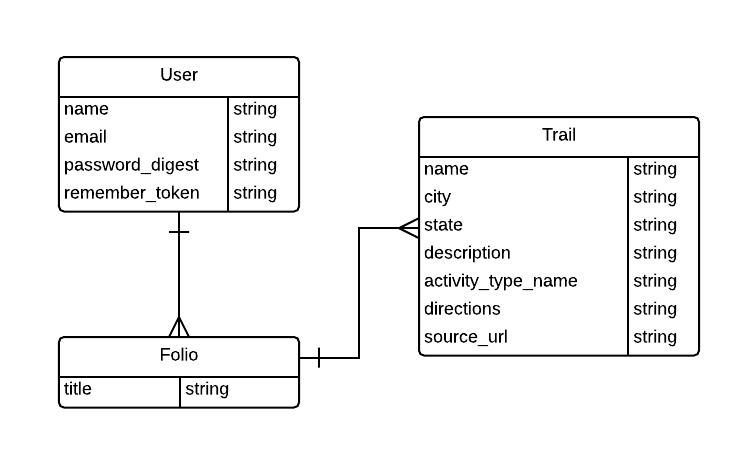 User
name string
email string
password_digest string
remember_token string
Trail
name string
city string
state string
description string
activity_type_name string
directions string
source_url string
Folio
title string